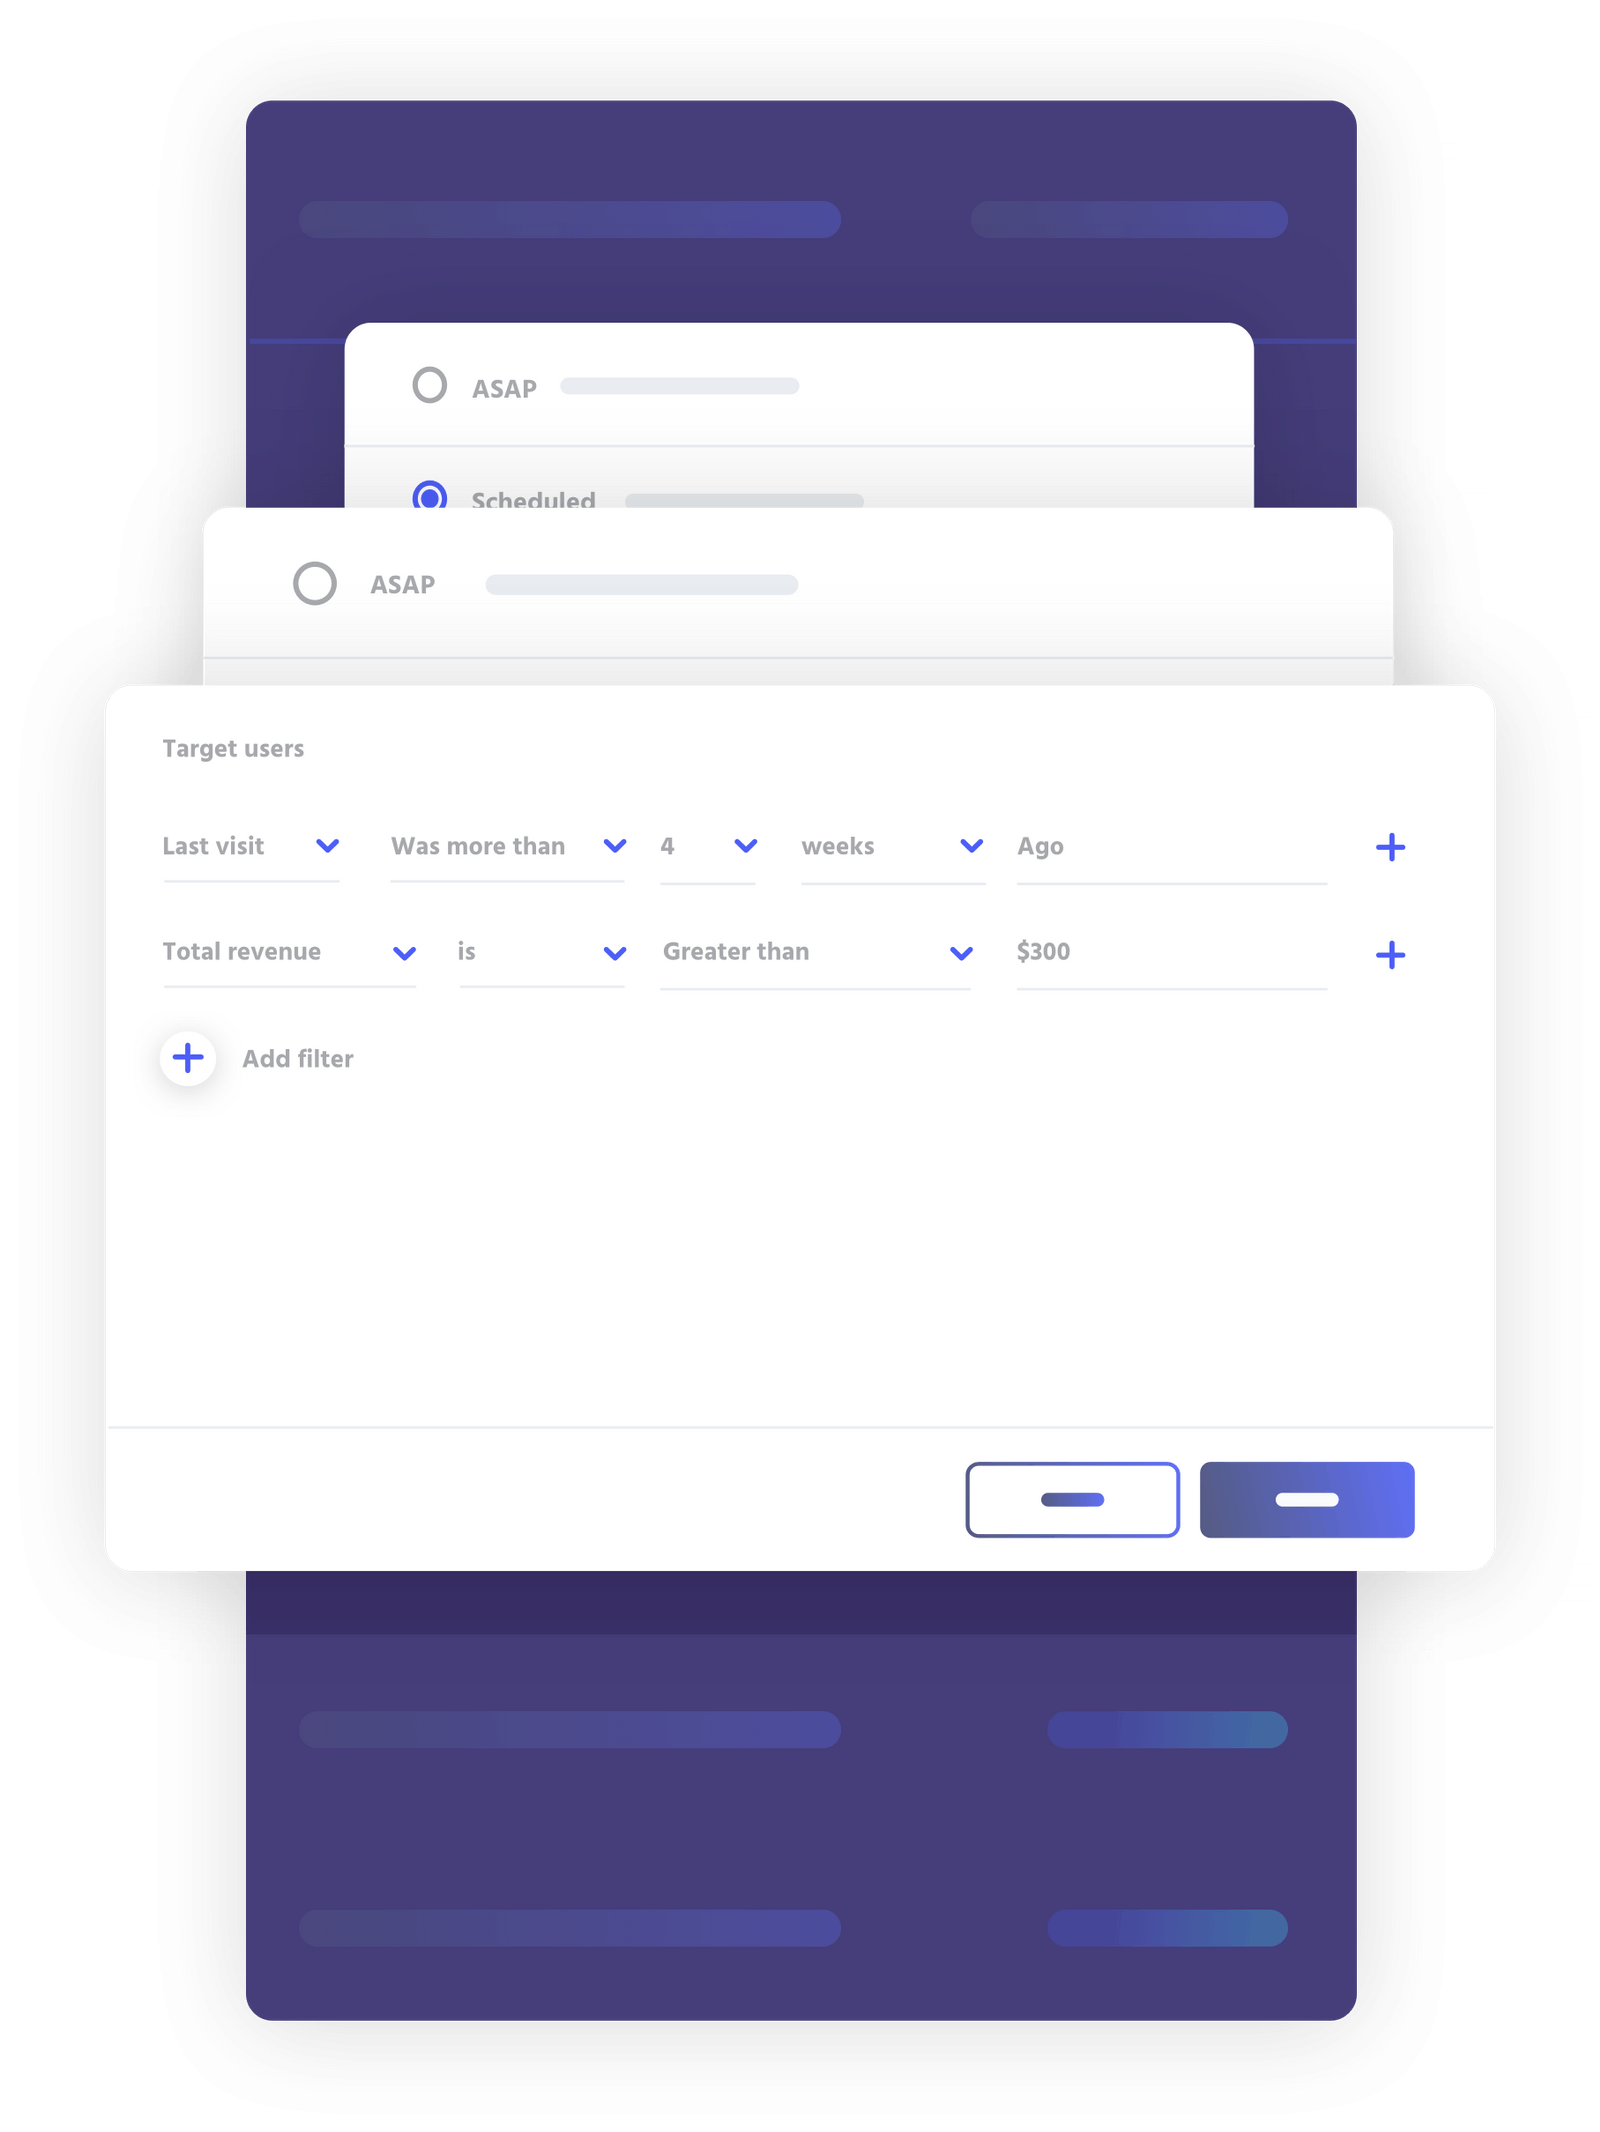 ASAP
Scheduled
ASAP
Target users
Last visit Was more than 4 weeks Ago
Total revenue is Greater than $300
Add filter